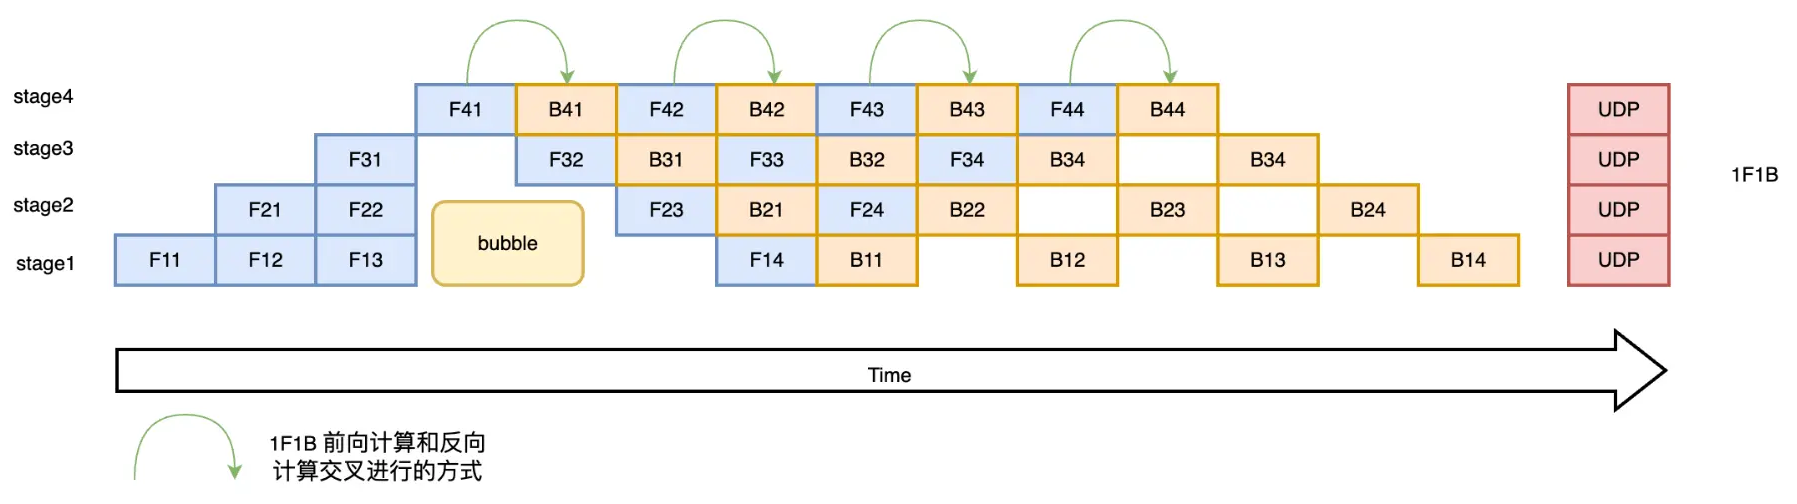 stage4
F41 B41 F42 B42 F43 B43 F44 B44 UDP
stage3
F31 F32 B31 F33 B32 F34 B34 B34 UDP
1F1B
stage2
F21 F22 F23 B21 F24 B22 B23 B24 UDP
bubble
stage1
F11 F12 F13 F14 B11 B12 B13 B14 UDP
Time
1F1B 前向计算和反向
计算交叉进行的方式